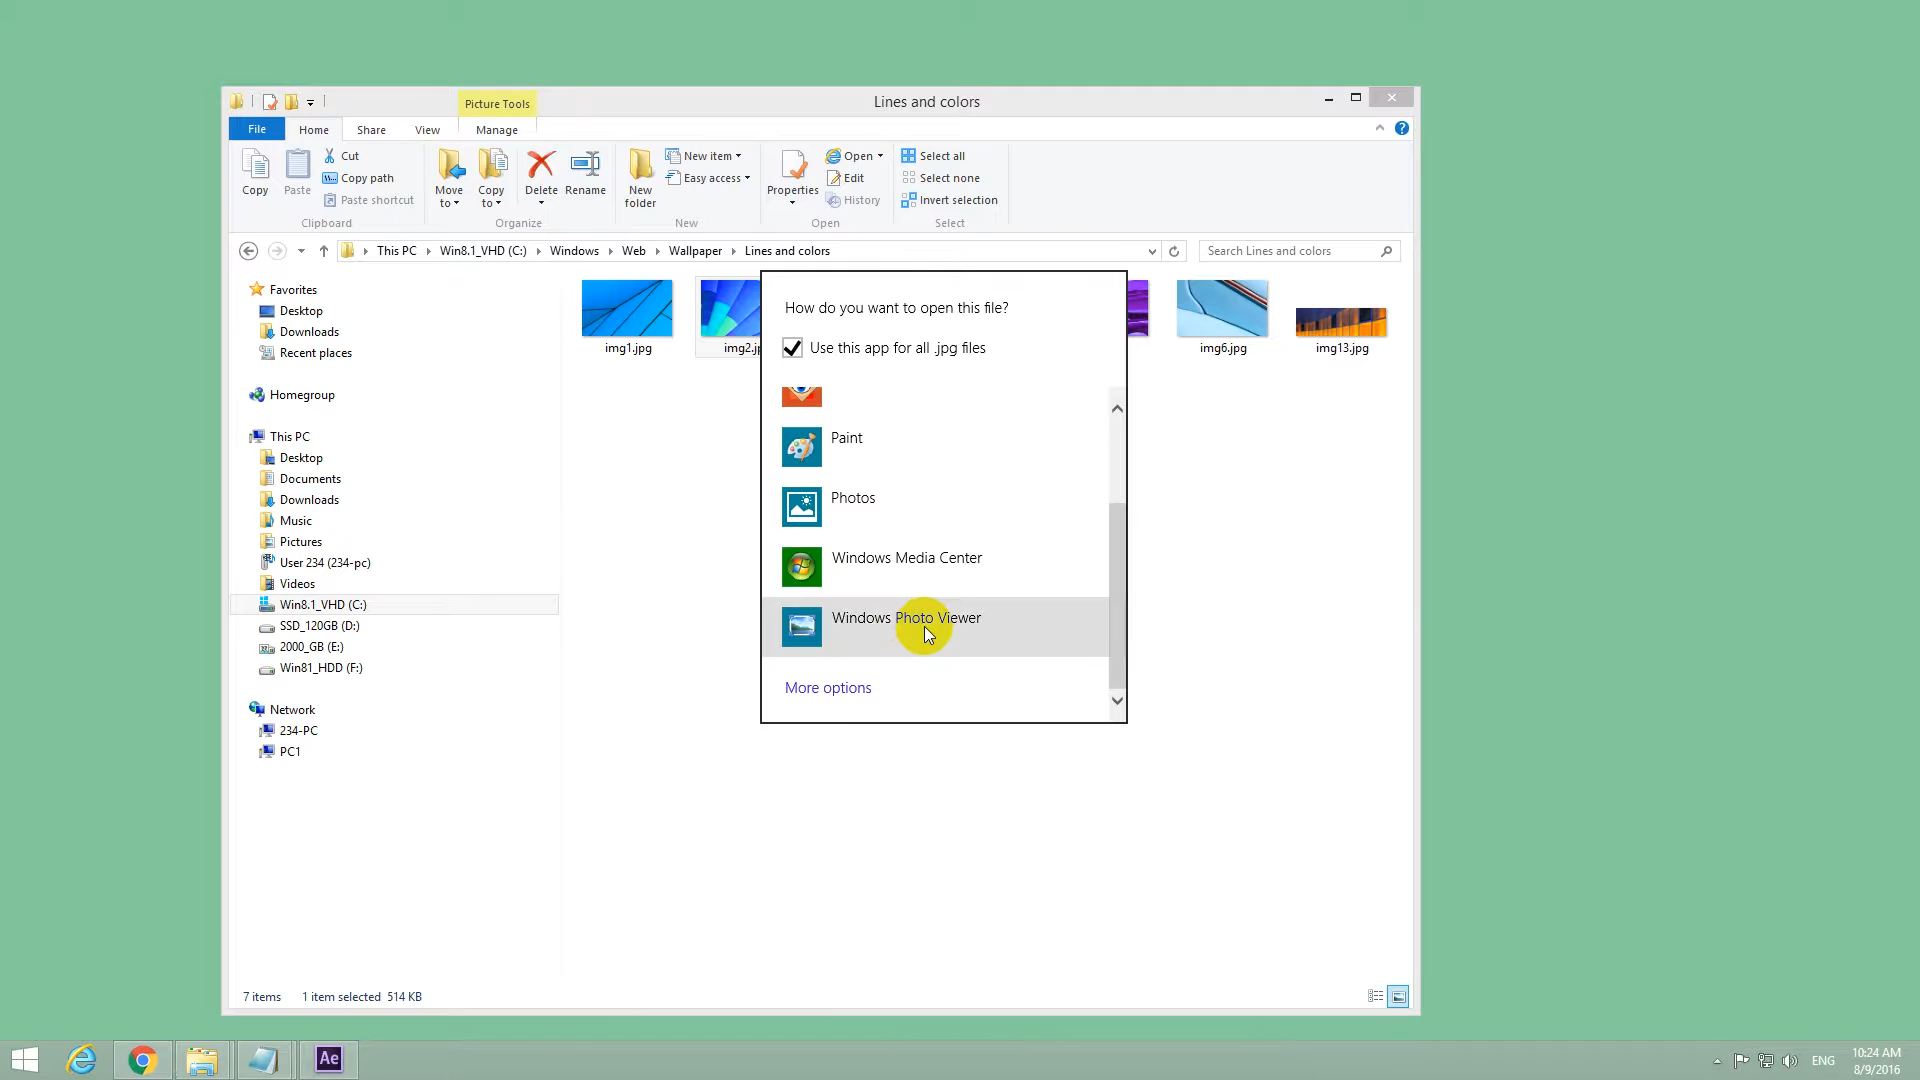 Picture Tools
Lines and colors
File
Home
Share
View
Manage
Copy
Paste
Cut
Copy path
Paste shortcut
Clipboard
Move to
Copy to
Delete
Rename
Organize
New folder
New item
Easy access
New
Properties
Open
Edit
History
Open
Select all
Select none
Invert selection
Select
This PC
Win8.1_VHD (C:)
Windows
Web
Wallpaper
Lines and colors
Search Lines and colors
Favorites
Desktop
Downloads
Recent places
Homegroup
This PC
Desktop
Documents
Downloads
Music
Pictures
User 234 (234-pc)
Videos
Win8.1_VHD (C:)
SSD_120GB (D:)
2000_GB (E:)
Win81_HDD (F:)
Network
234-PC
PC1
img1.jpg
img2.jp
img6.jpg
img13.jpg
How do you want to open this file?
Use this app for all .jpg files
Paint
Photos
Windows Media Center
Windows Photo Viewer
More options
7 items
1 item selected 514 KB
Ae
ENG
10:24 AM
8/9/2016